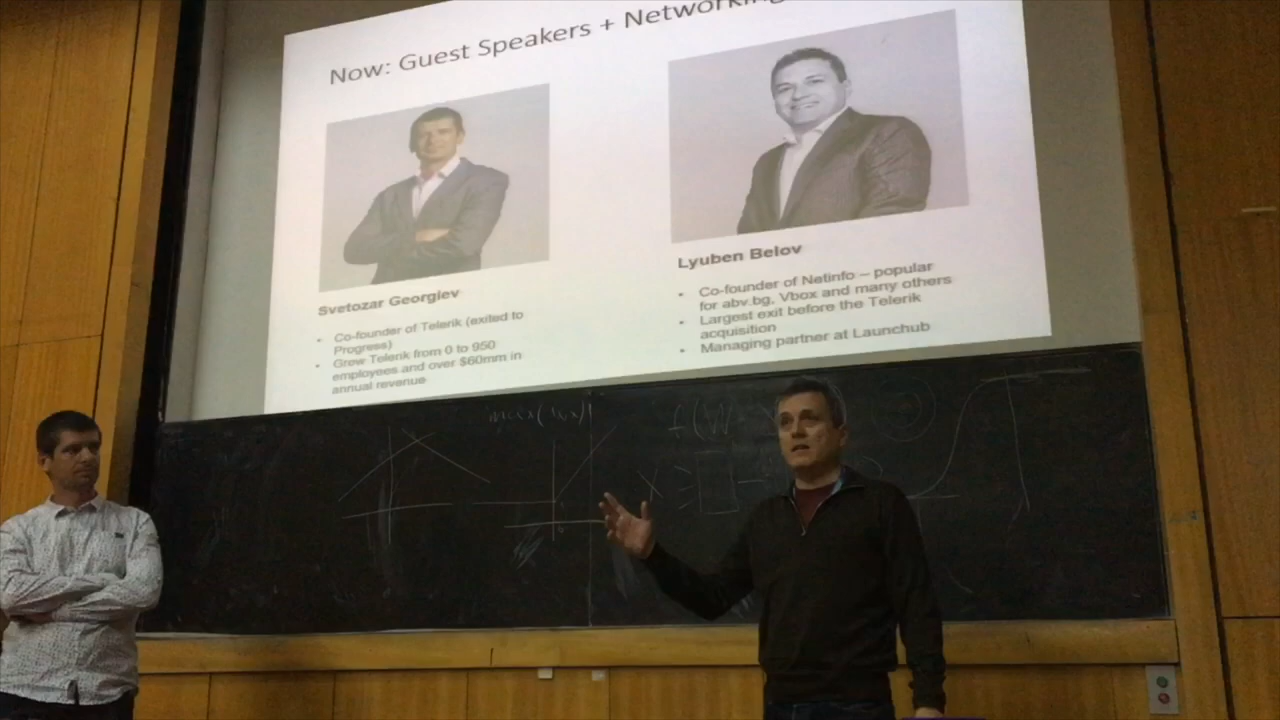 Now: Guest Speakers + Networking
Svetozar Georgiev
• Co-founder of Telerik (exited to
Progress)
• Grew Telerik from 0 to 950
employees and over $60mm in
annual revenue
Lyuben Belov
• Co-founder of Netinfo – popular
for abv.bg, Vbox and many others
• Largest exit before the Telerik
acquisition
• Managing partner at Launchub